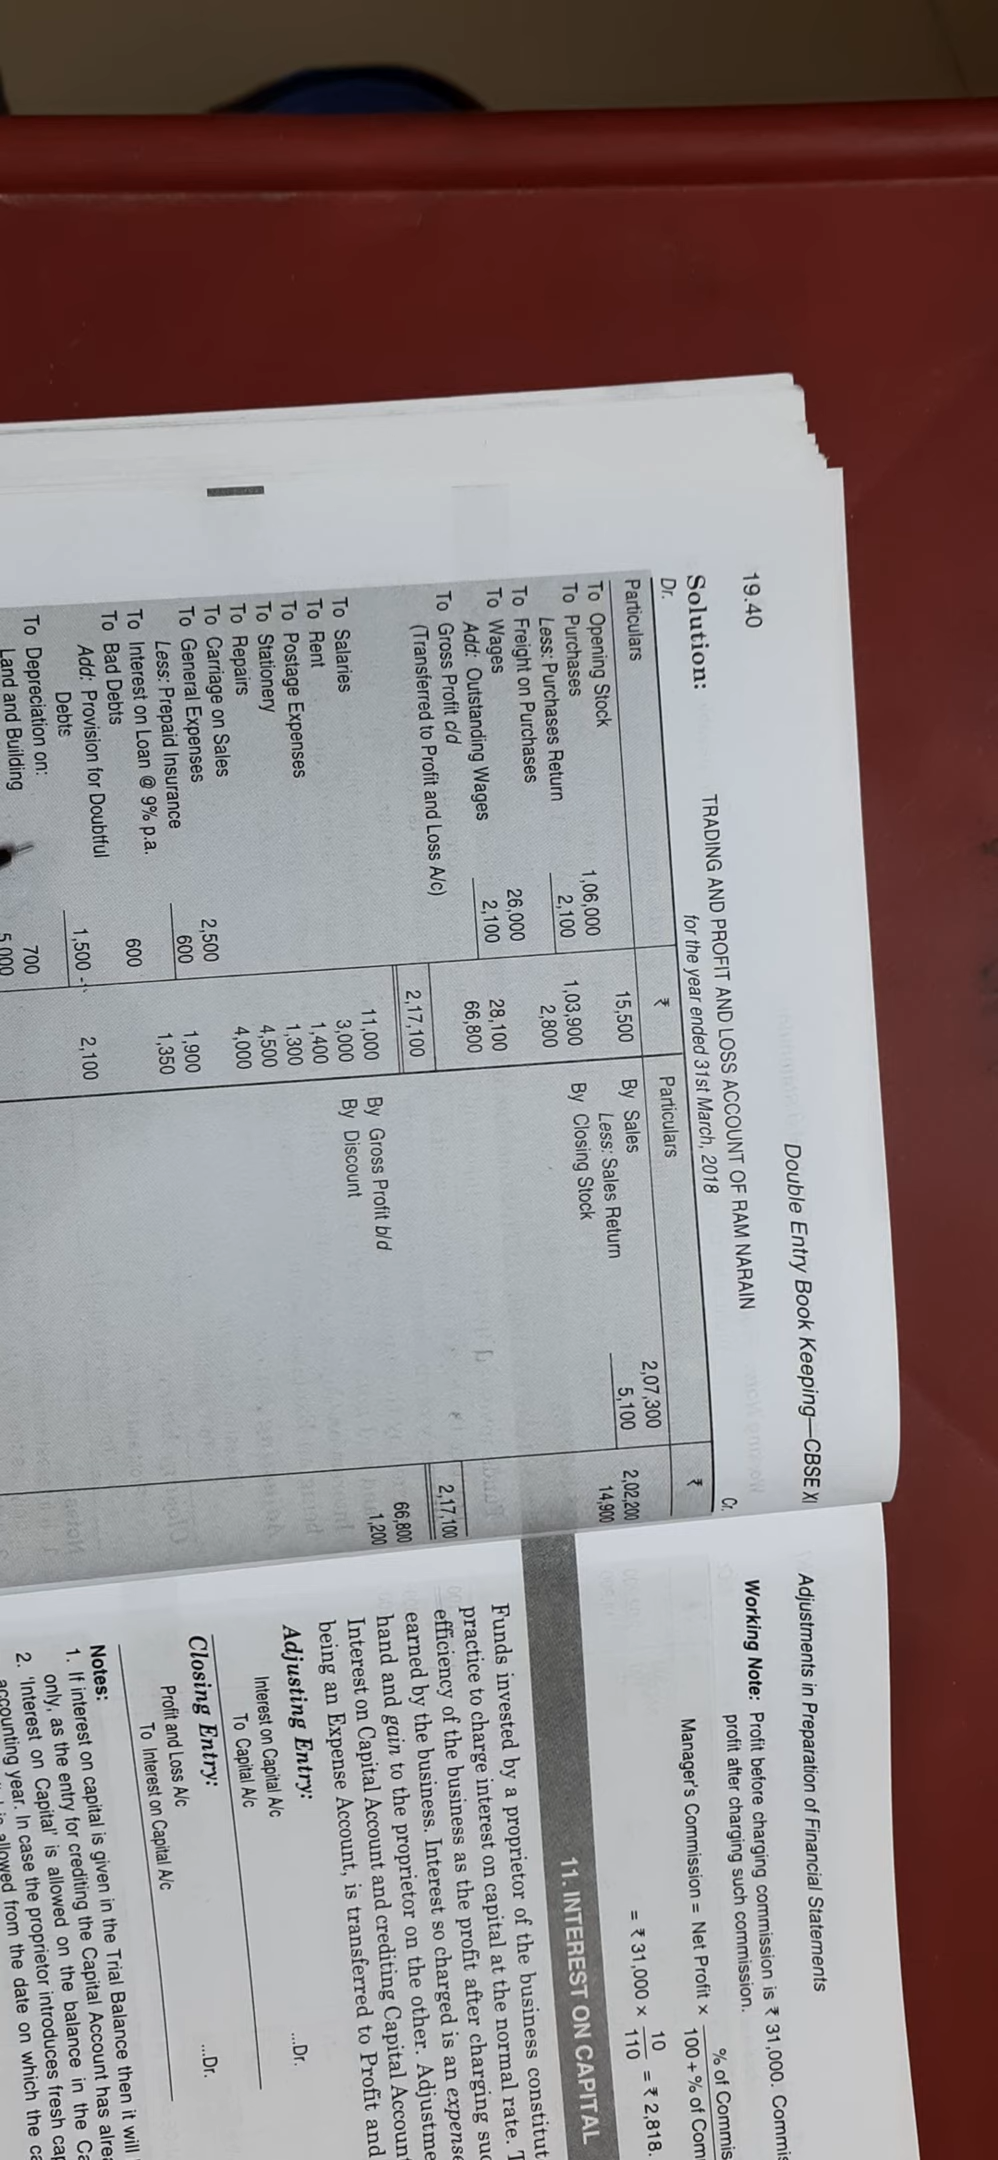 19.40 Double Entry Book Keeping—CBSE XI
Solution:
TRADING AND PROFIT AND LOSS ACCOUNT OF RAM NARAIN
for the year ended 31st March, 2018
Dr. Cr.
Particulars ₹ Particulars ₹
To Opening Stock 15,500 By Sales 2,07,300
To Purchases 1,06,000 Less: Sales Return 5,100 2,02,200
Less: Purchases Return 2,100 1,03,900 By Closing Stock 14,900
To Freight on Purchases 2,800
To Wages 26,000
Add: Outstanding Wages 2,100 28,100
To Gross Profit c/d 66,800
(Transferred to Profit and Loss A/c)
2,17,100 2,17,100
To Salaries 11,000 By Gross Profit b/d 66,800
To Rent 3,000 By Discount 1,200
To Postage Expenses 1,400
To Stationery 1,300
To Repairs 4,500
To Carriage on Sales 4,000
To General Expenses 2,500
Less: Prepaid Insurance 600 1,900
To Interest on Loan @ 9% p.a. 1,350
To Bad Debts 600
Add: Provision for Doubtful
Debts 1,500 2,100
To Depreciation on:
Land and Building 700
5,000
Adjustments in Preparation of Financial Statements
Working Note: Profit before charging commission is ₹ 31,000.
profit after charging such commission.
Manager's Commission = Net Profit × % of / 100 + % of
= ₹ 31,000 × 10/110 = ₹ 2,818.
11. INTEREST ON CAPITAL
Funds invested by a proprietor of the business
practice to charge interest on capital at the normal rate.
efficiency of the business as the profit after charging
earned by the business. Interest so charged is an expense
hand and gain to the proprietor on the other.
Interest on Capital Account and crediting Capital
being an Expense Account, is transferred to Profit and
Adjusting Entry:
Interest on Capital A/c ...Dr.
To Capital A/c
Closing Entry:
Profit and Loss A/c ...Dr.
To Interest on Capital A/c
Notes:
1. If interest on capital is given in the Trial Balance then it will
only, as the entry for crediting the Capital Account has
2. 'Interest on Capital' is allowed on the balance in the
accounting year. In case the proprietor introduces fresh
allowed from the date on which the